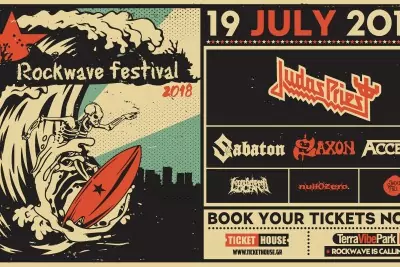 Rockwave festival
2018
19 JULY 201
Judas Priest
Sabaton
SAXON
ACCE
nullOzero
BOOK YOUR TICKETS NO
TICKET HOUSE
WWW.TICKETHOUSE.GR
TerraVibePark
ROCKWAVE IS CALLIN